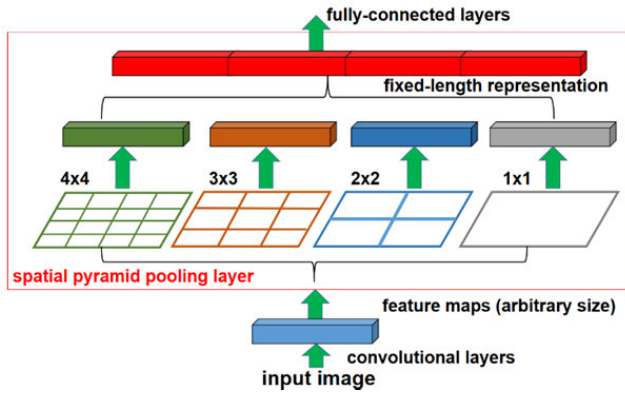 fully-connected layers
fixed-length representation
4x4
3x3
2x2
1x1
spatial pyramid pooling layer
feature maps (arbitrary size)
convolutional layers
input image